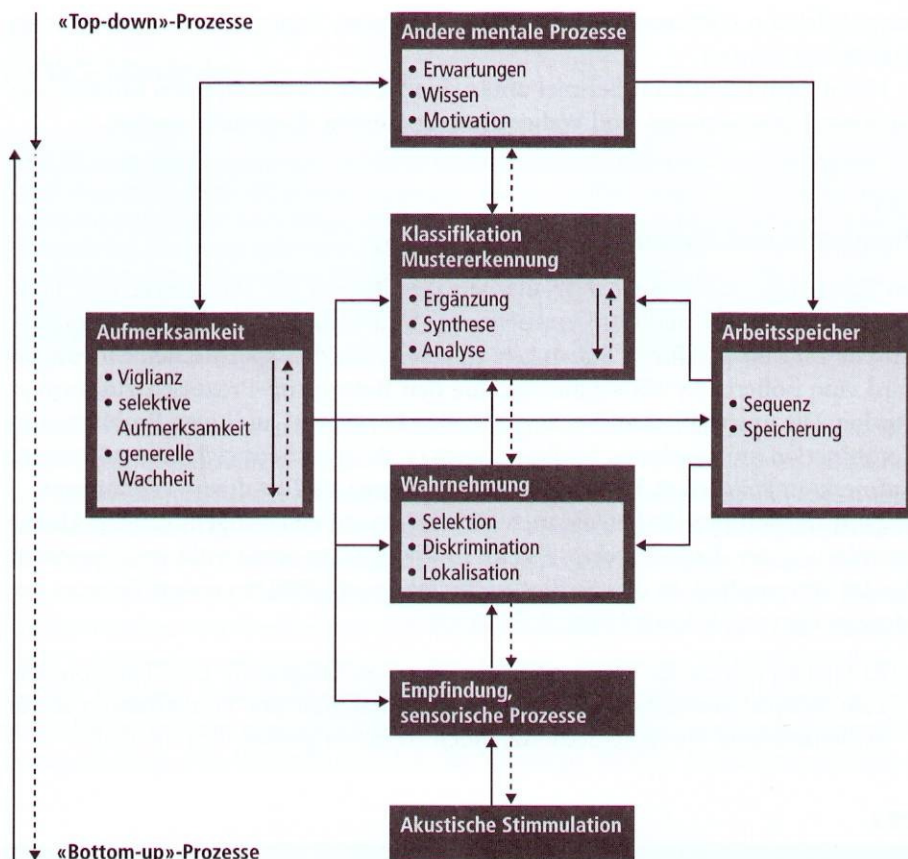 «Top-down»-Prozesse
Andere mentale Prozesse
• Erwartungen
• Wissen
• Motivation
Klassifikation
Mustererkennung
• Ergänzung
• Synthese
• Analyse
Aufmerksamkeit
• Viglianz
• selektive
Aufmerksamkeit
• generelle
Wachheit
Arbeitsspeicher
• Sequenz
• Speicherung
Wahrnehmung
• Selektion
• Diskrimination
• Lokalisation
Empfindung,
sensorische Prozesse
Akustische Stimmulation
«Bottom-up»-Prozesse